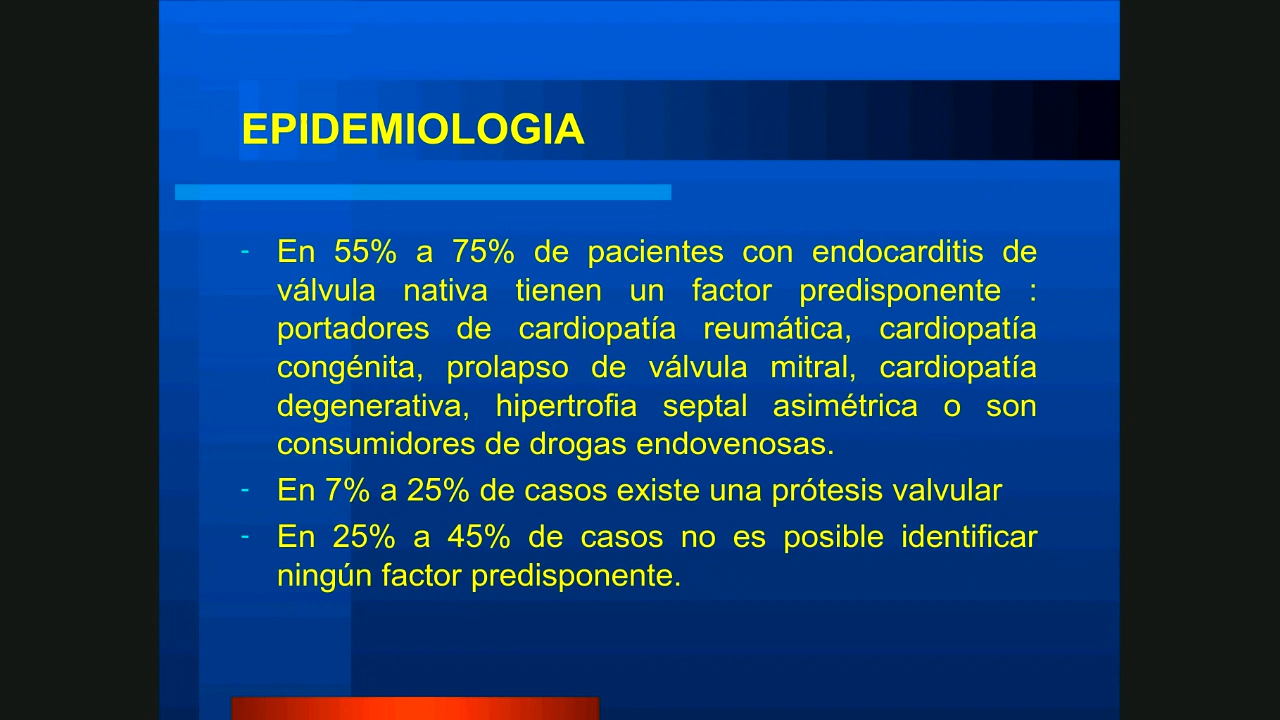 EPIDEMIOLOGIA
- En 55% a 75% de pacientes con endocarditis de
válvula nativa tienen un factor predisponente :
portadores de cardiopatía reumática, cardiopatía
congénita, prolapso de válvula mitral, cardiopatía
degenerativa, hipertrofia septal asimétrica o son
consumidores de drogas endovenosas.
- En 7% a 25% de casos existe una prótesis valvular
- En 25% a 45% de casos no es posible identificar
ningún factor predisponente.